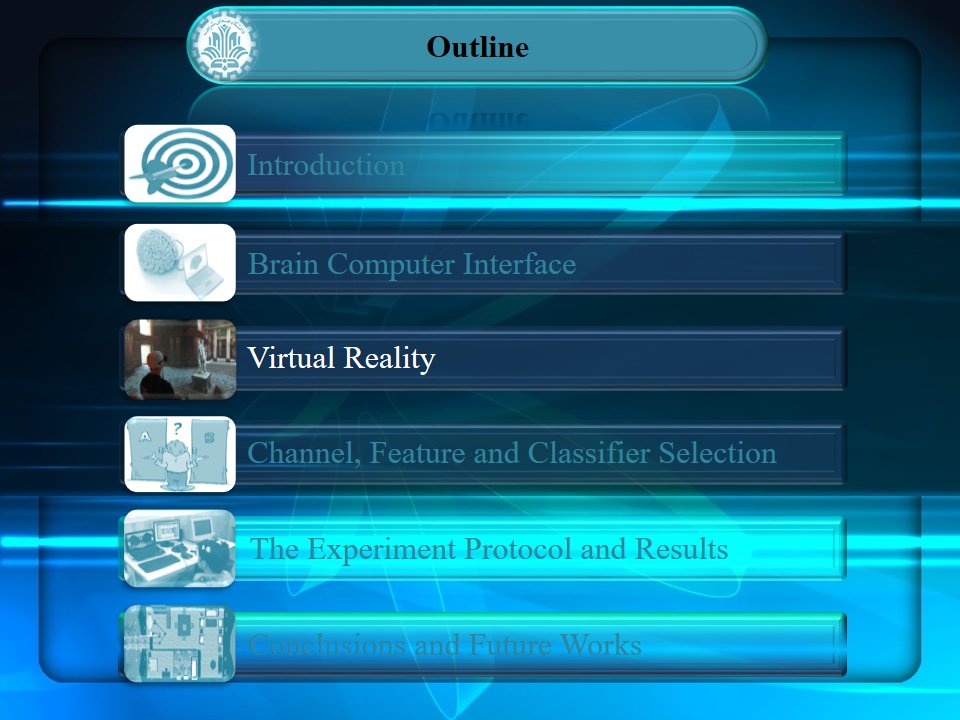 Outline
Introduction
Brain Computer Interface
Virtual Reality
A ? B
Channel, Feature and Classifier Selection
The Experiment Protocol and Results
Conclusions and Future Works